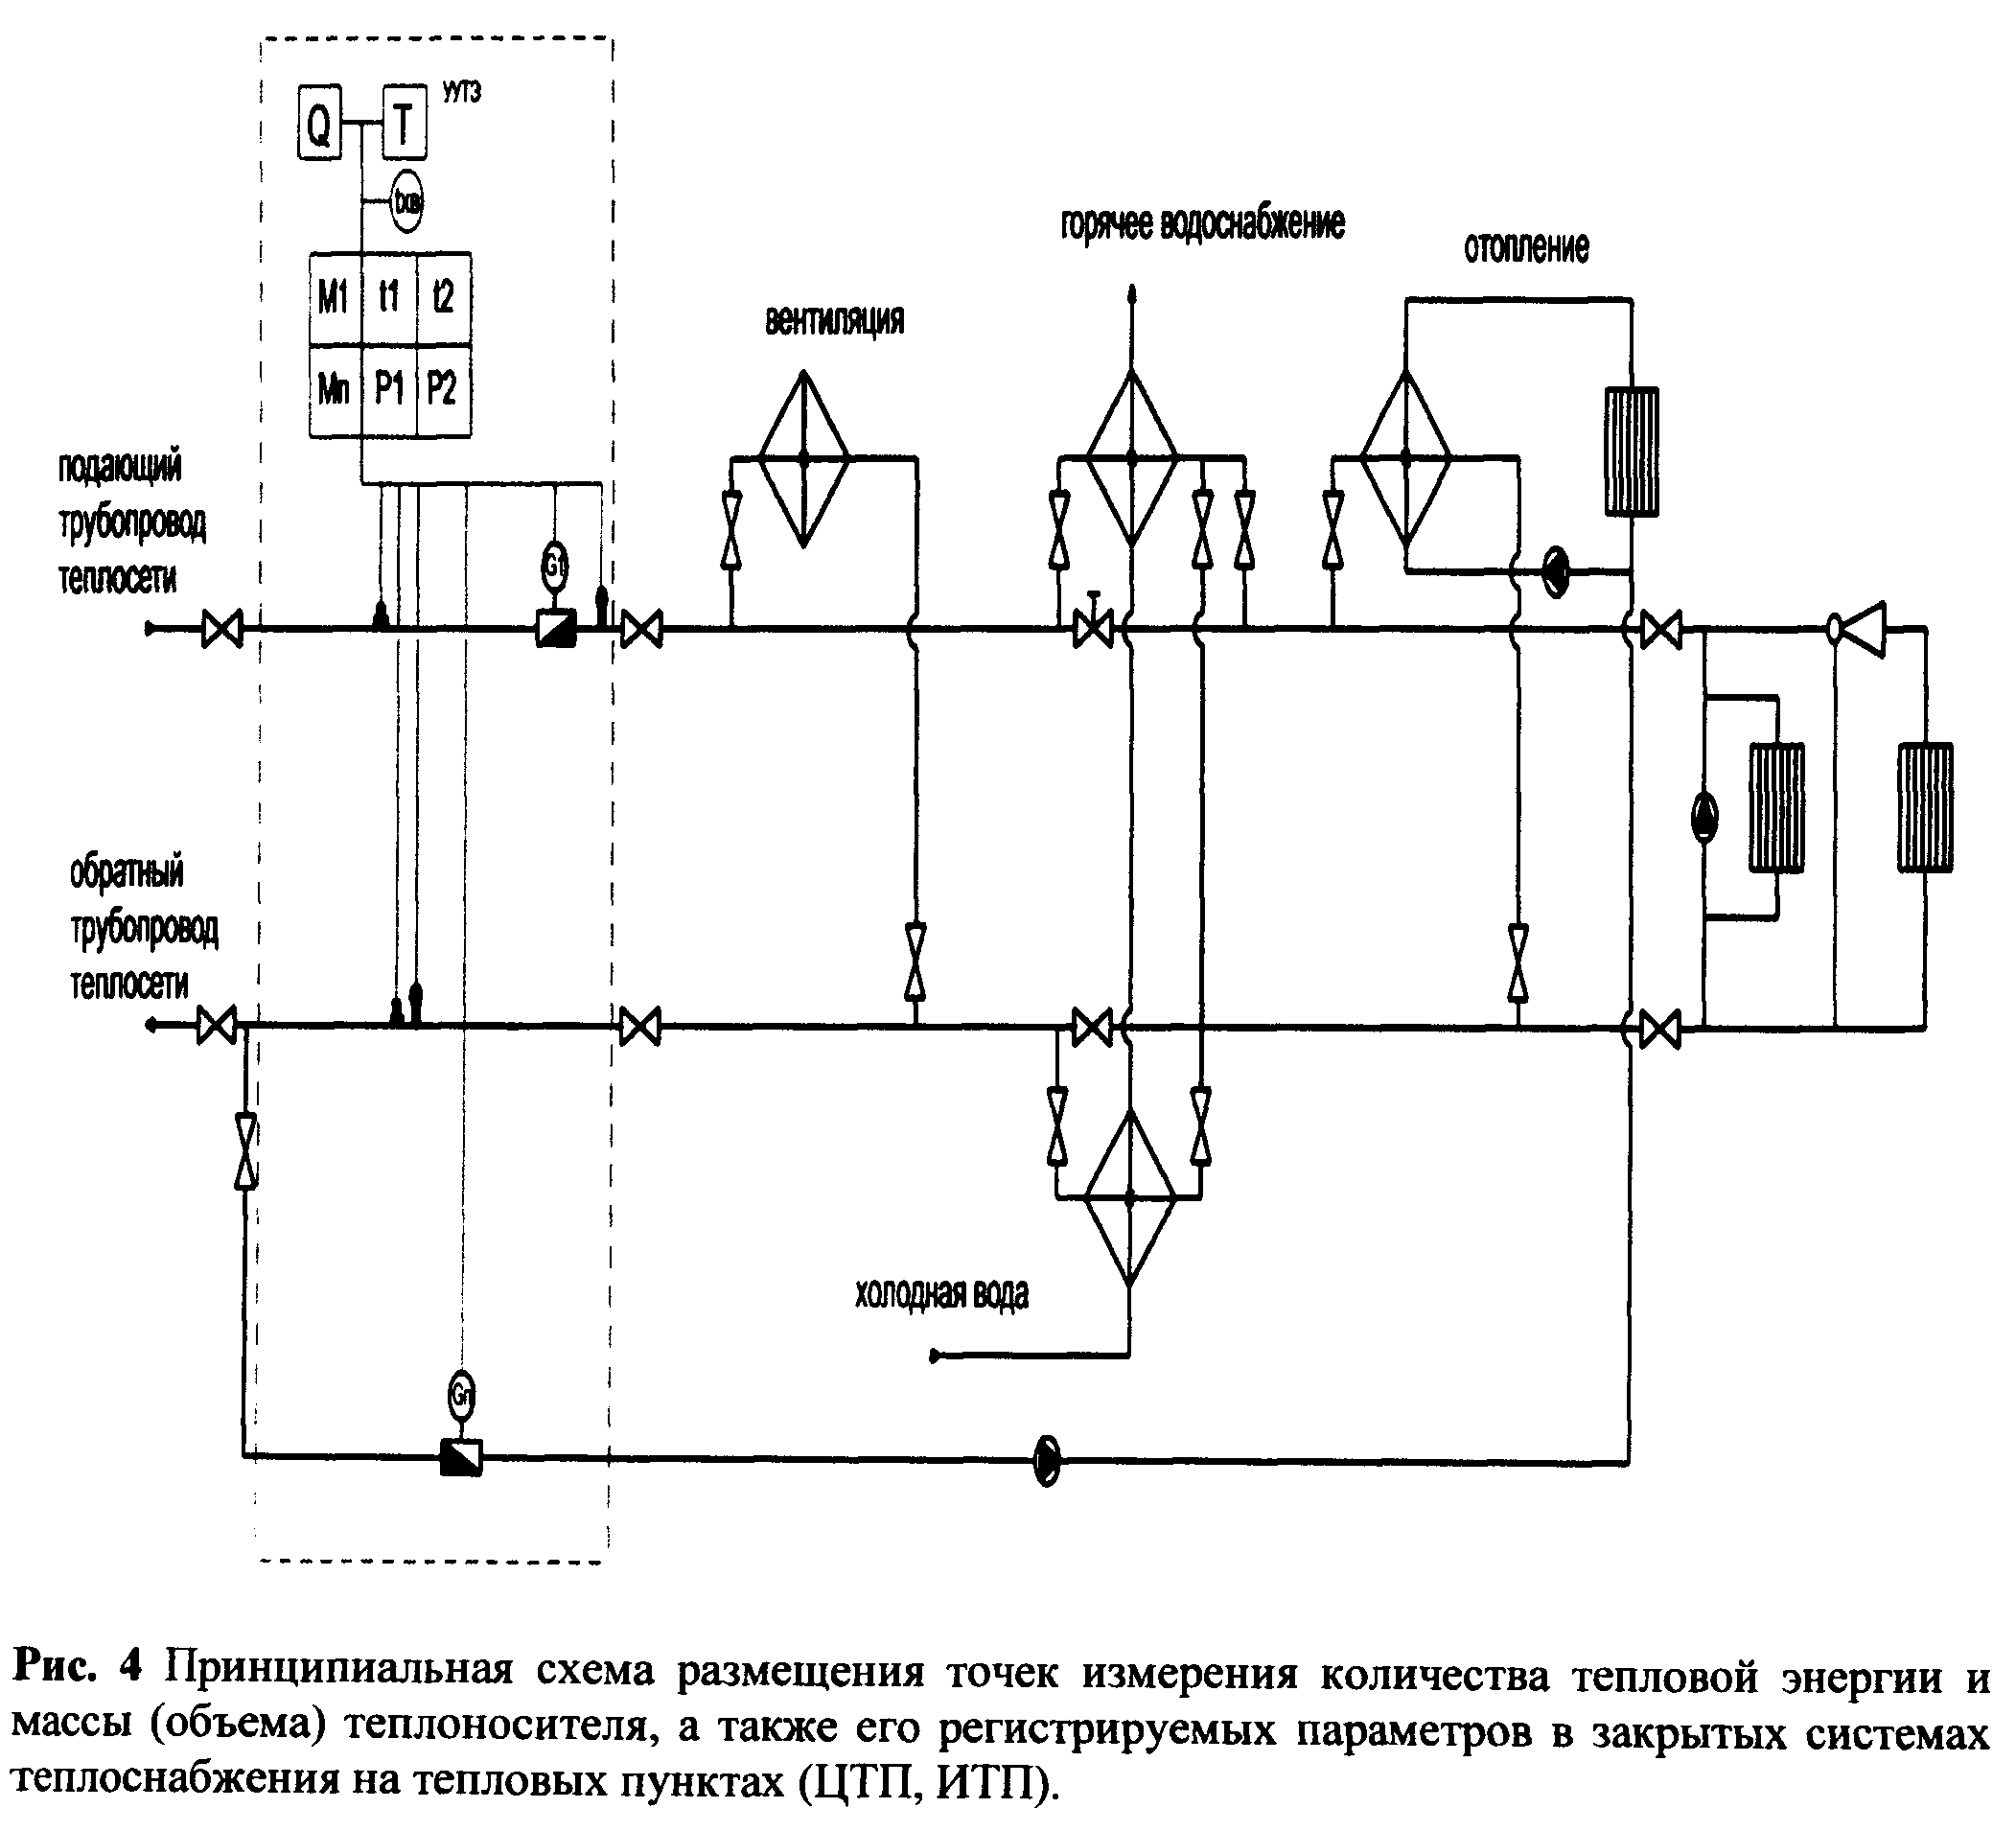 УУТЭ
Q
T
tхв
M1 t1 t2
Mп P1 P2
горячее водоснабжение
отопление
вентиляция
подающий
трубопровод
теплосети
G1
обратный
трубопровод
теплосети
холодная вода
Gп
Рис. 4 Принципиальная схема размещения точек измерения количества тепловой энергии и
массы (объема) теплоносителя, а также его регистрируемых параметров в закрытых системах
теплоснабжения на тепловых пунктах (ЦТП, ИТП).